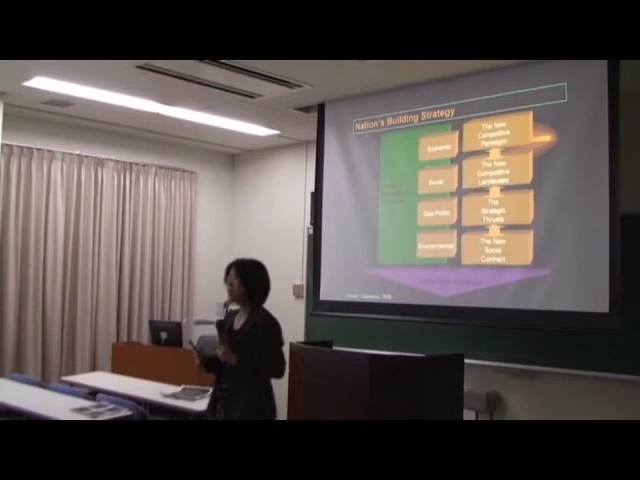 Nation's Building Strategy
Economic
The New
Competitive
Paradigm
Social
The New
Competitive
Landscape
Geo Politic
The
Strategic
Thrusts
Environmental
The New
Social
Contract